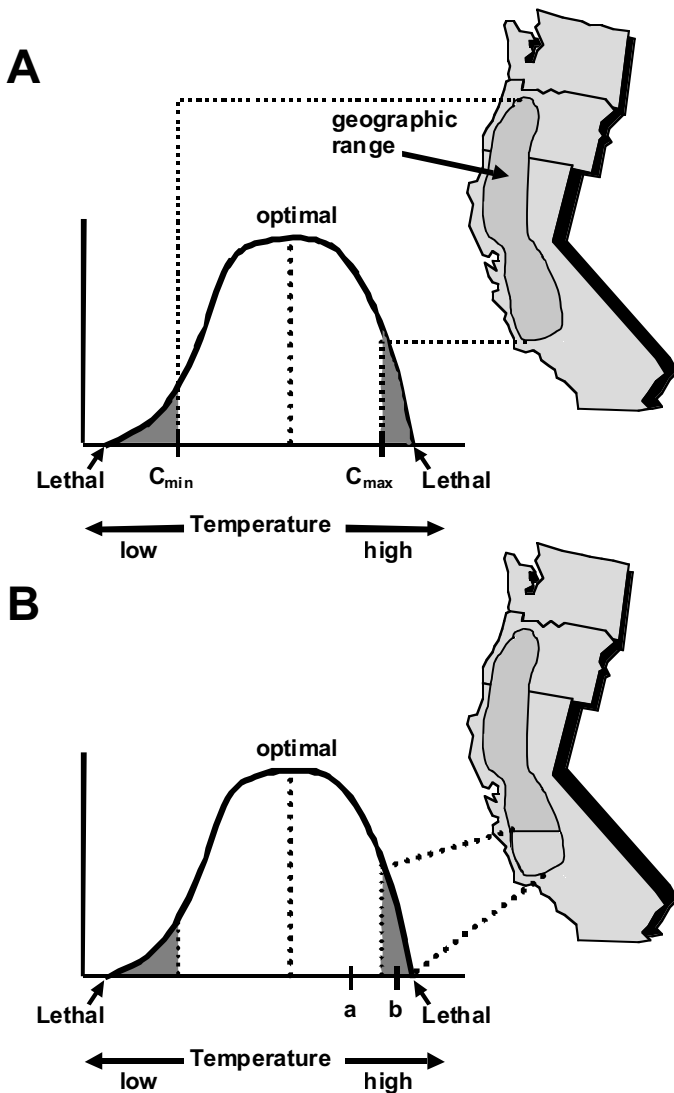 A
geographic
range
optimal
Lethal
Cmin
Cmax
Lethal
Temperature
low
high
B
optimal
a
b
Lethal
Lethal
Temperature
low
high